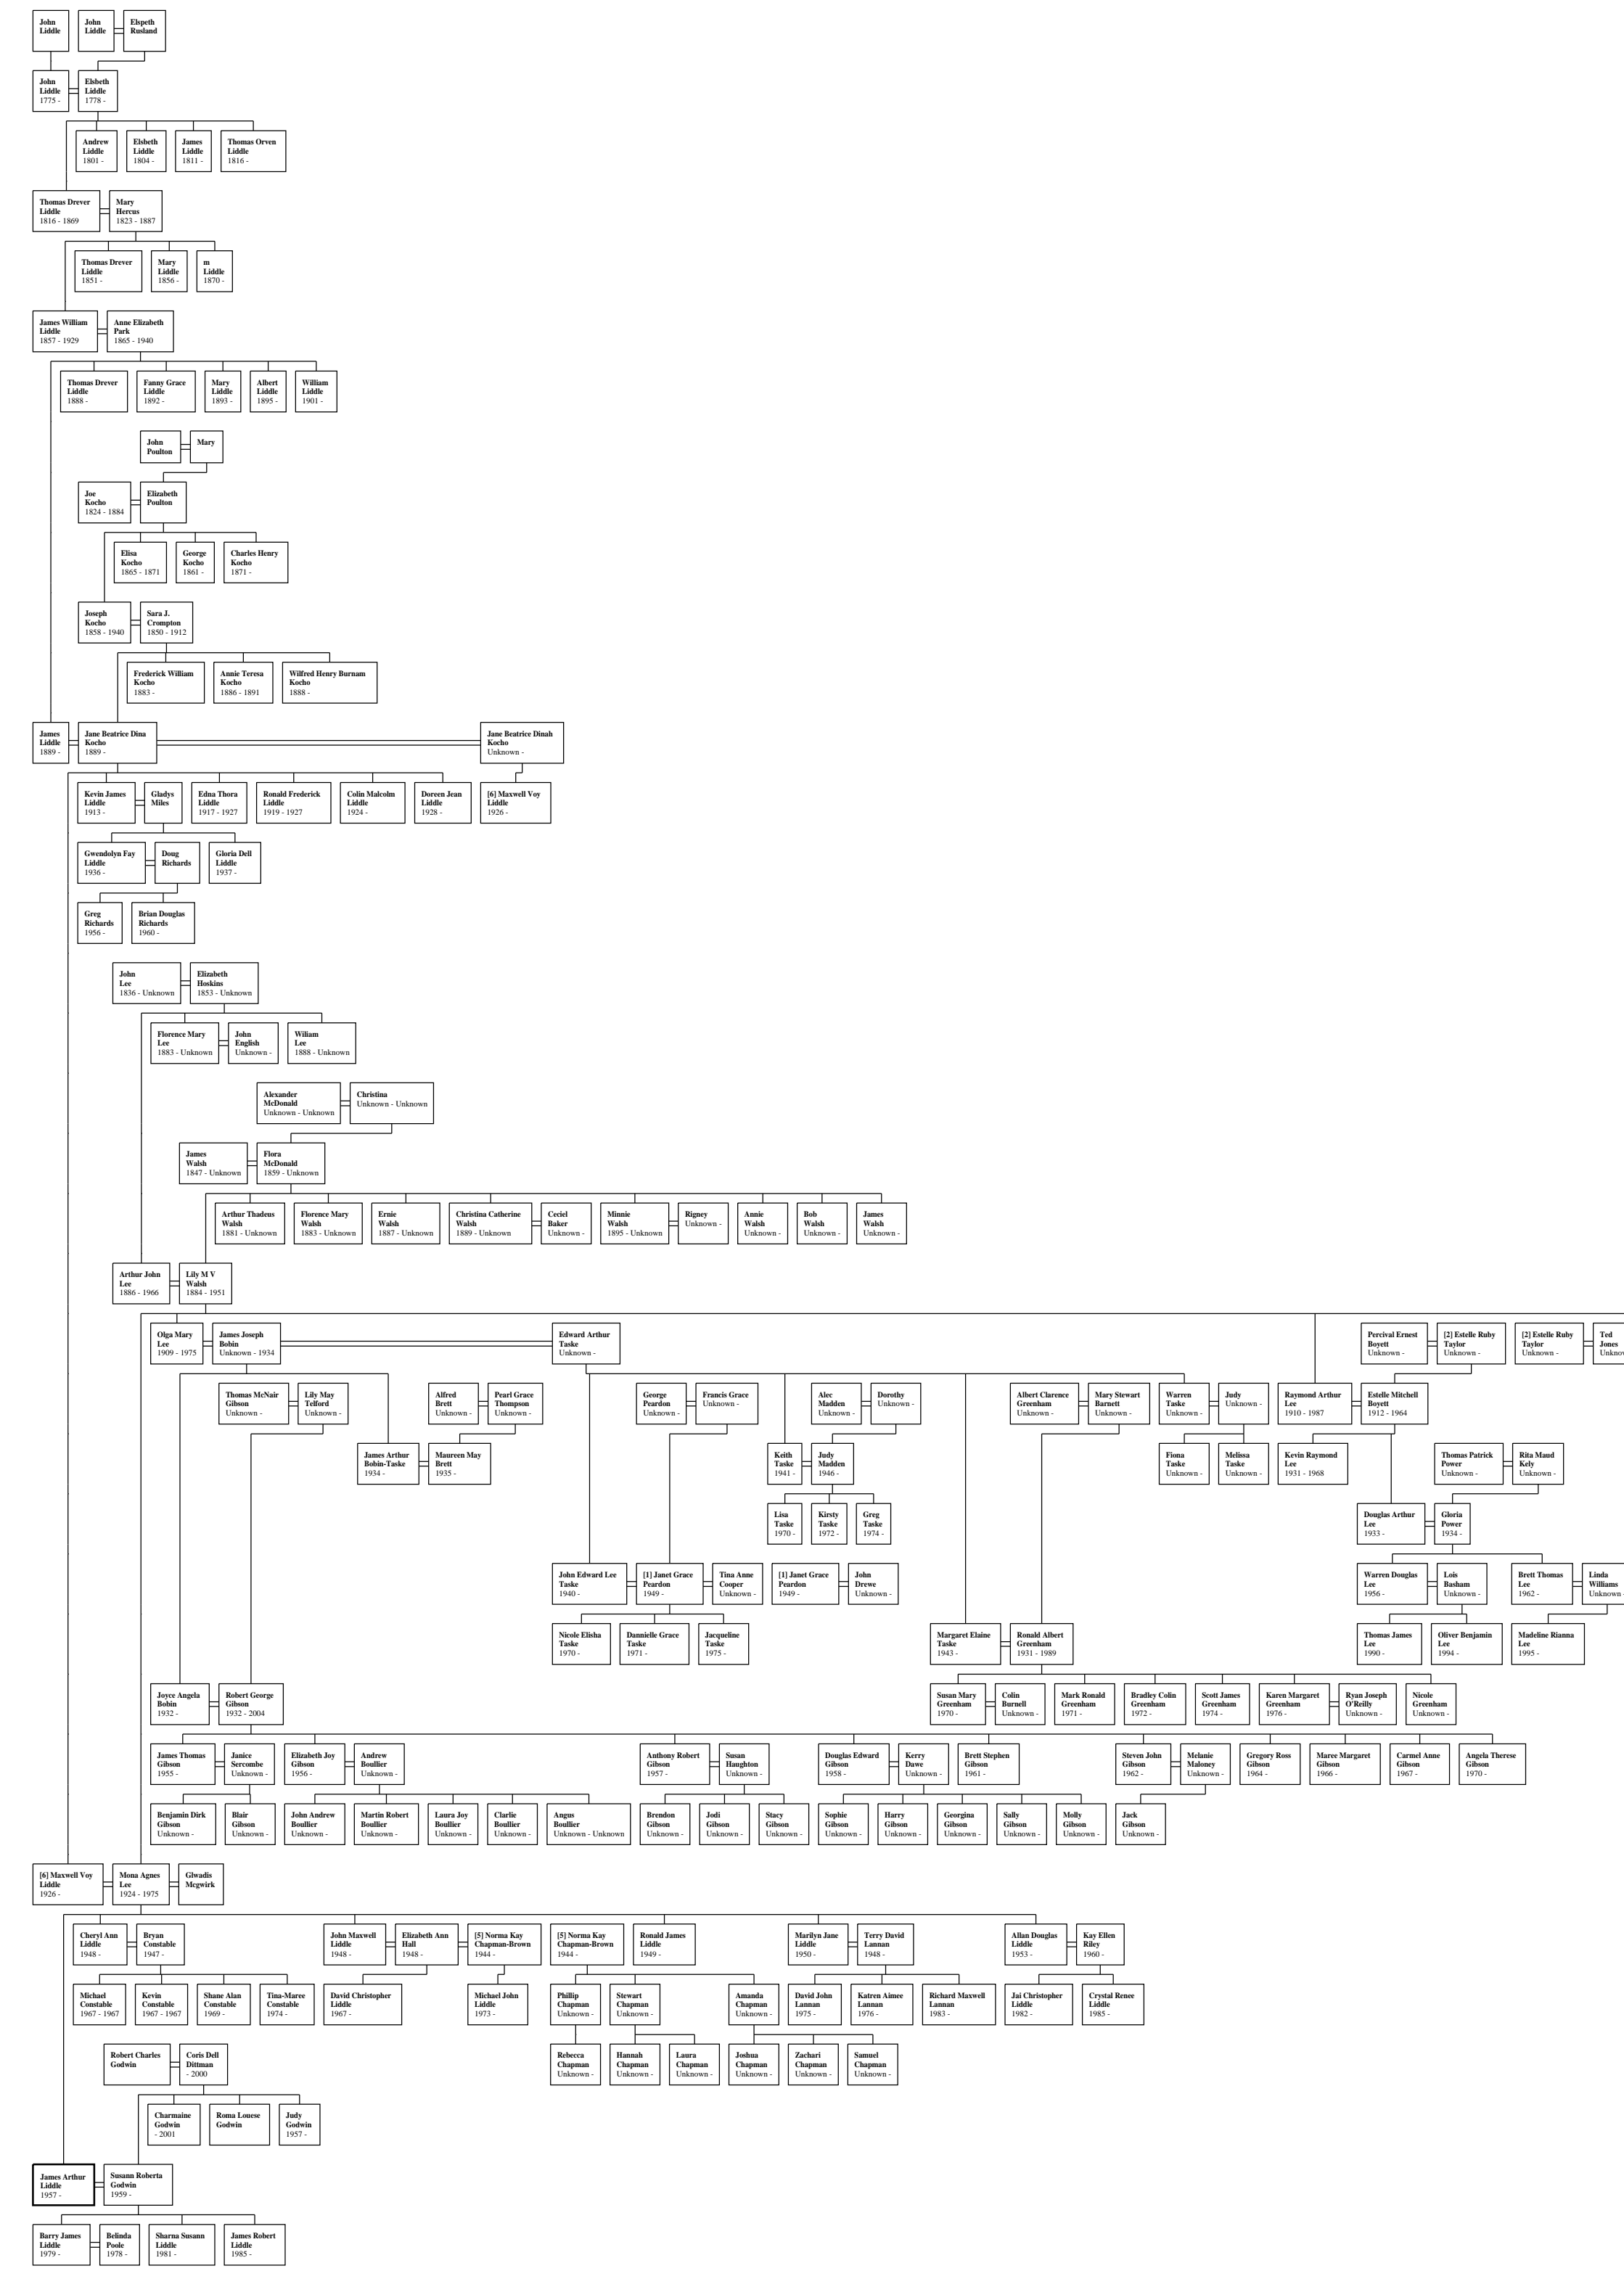 John
Liddle
John
Liddle
Elspeth
Rusland
John
Liddle
1775 -
Elsbeth
Liddle
1778 -
Andrew
Liddle
1801 -
Elsbeth
Liddle
1804 -
James
Liddle
1811 -
Thomas Orven
Liddle
1816 -
Thomas Drever
Liddle
1816 - 1869
Mary
Hercus
1823 - 1887
Thomas Drever
Liddle
1851 -
Mary
Liddle
1856 -
m
Liddle
1870 -
James William
Liddle
1857 - 1929
Anne Elizabeth
Park
1865 - 1940
Thomas Drever
Liddle
1888 -
Fanny Grace
Liddle
1892 -
Mary
Liddle
1893 -
Albert
Liddle
1895 -
William
Liddle
1901 -
John
Poulton
Mary
Joe
Kocho
1824 - 1884
Elizabeth
Poulton
Elisa
Kocho
1865 - 1871
George
Kocho
1861 -
Charles Henry
Kocho
1871 -
Joseph
Kocho
1858 - 1940
Sara J.
Crompton
1850 - 1912
Frederick William
Kocho
1883 -
Annie Teresa
Kocho
1886 - 1891
Wilfred Henry Burnam
Kocho
1888 -
James
Liddle
1889 -
Jane Beatrice Dina
Kocho
1889 -
Jane Beatrice Dinah
Kocho
Unknown -
Kevin James
Liddle
1913 -
Gladys
Miles
Edna Thora
Liddle
1917 - 1927
Ronald Frederick
Liddle
1919 - 1927
Colin Malcolm
Liddle
1924 -
Doreen Jean
Liddle
1928 -
[6] Maxwell Voy
Liddle
1926 -
Gwendolyn Fay
Liddle
1936 -
Doug
Richards
Gloria Dell
Liddle
1937 -
Greg
Richards
1956 -
Brian Douglas
Richards
1960 -
John
Lee
1836 - Unknown
Elizabeth
Hoskins
1853 - Unknown
Florence Mary
Lee
1883 - Unknown
John
English
Unknown -
Wiliam
Lee
1888 - Unknown
Alexander
McDonald
Unknown - Unknown
Christina
Unknown - Unknown
James
Walsh
1847 - Unknown
Flora
McDonald
1859 - Unknown
Arthur Thadeus
Walsh
1881 - Unknown
Florence Mary
Walsh
1883 - Unknown
Ernie
Walsh
1887 - Unknown
Christina Catherine
Walsh
1889 - Unknown
Ceciel
Baker
Unknown -
Minnie
Walsh
1895 - Unknown
Rigney
Unknown -
Annie
Walsh
Unknown -
Bob
Walsh
Unknown -
James
Walsh
Unknown -
Arthur John
Lee
1886 - 1966
Lily M V
Walsh
1884 - 1951
Olga Mary
Lee
1909 - 1975
James Joseph
Bobin
Unknown - 1934
Edward Arthur
Taske
Unknown -
Percival Ernest
Boyett
Unknown -
[2] Estelle Ruby
Taylor
Unknown -
[2] Estelle Ruby
Taylor
Unknown -
Ted
Jones
Thomas McNair
Gibson
Unknown -
Lily May
Telford
Unknown -
Alfred
Brett
Unknown -
Pearl Grace
Thompson
Unknown -
George
Peardon
Unknown -
Francis Grace
Unknown -
Alec
Madden
Unknown -
Dorothy
Unknown -
Albert Clarence
Greenham
Unknown -
Mary Stewart
Barnett
Unknown -
Warren
Taske
Unknown -
Judy
Unknown -
Raymond Arthur
Lee
1910 - 1987
Estelle Mitchell
Boyett
1912 - 1964
James Arthur
Bobin-Taske
1934 -
Maureen May
Brett
1935 -
Keith
Taske
1941 -
Judy
Madden
1946 -
Fiona
Taske
Unknown -
Melissa
Taske
Unknown -
Kevin Raymond
Lee
1931 - 1968
Thomas Patrick
Power
Unknown -
Rita Maud
Kely
Unknown -
Lisa
Taske
1970 -
Kirsty
Taske
1972 -
Greg
Taske
1974 -
Douglas Arthur
Lee
1933 -
Gloria
Power
1934 -
John Edward Lee
Taske
1940 -
[1] Janet Grace
Peardon
1949 -
Tina Anne
Cooper
Unknown -
[1] Janet Grace
Peardon
1949 -
John
Drewe
Unknown -
Warren Douglas
Lee
1956 -
Lois
Basham
Unknown -
Brett Thomas
Lee
1962 -
Linda
Williams
Unknown
Nicole Elisha
Taske
1970 -
Dannielle Grace
Taske
1971 -
Jacqueline
Taske
1975 -
Margaret Elaine
Taske
1943 -
Ronald Albert
Greenham
1931 - 1989
Thomas James
Lee
1990 -
Oliver Benjamin
Lee
1994 -
Madeline Rianna
Lee
1995 -
Joyce Angela
Bobin
1932 -
Robert George
Gibson
1932 - 2004
Susan Mary
Greenham
1970 -
Colin
Burnell
Unknown -
Mark Ronald
Greenham
1971 -
Bradley Colin
Greenham
1972 -
Scott James
Greenham
1974 -
Karen Margaret
Greenham
1976 -
Ryan Joseph
O'Reilly
Unknown -
Nicole
Greenham
Unknown -
James Thomas
Gibson
1955 -
Janice
Sercombe
Unknown -
Elizabeth Joy
Gibson
1956 -
Andrew
Boullier
Unknown -
Anthony Robert
Gibson
1957 -
Susan
Haughton
Unknown -
Douglas Edward
Gibson
1958 -
Kerry
Dawe
Unknown -
Brett Stephen
Gibson
1961 -
Steven John
Gibson
1962 -
Melanie
Maloney
Unknown -
Gregory Ross
Gibson
1964 -
Maree Margaret
Gibson
1966 -
Carmel Anne
Gibson
1967 -
Angela Therese
Gibson
1970 -
Benjamin Dirk
Gibson
Unknown -
Blair
Gibson
Unknown -
John Andrew
Boullier
Unknown -
Martin Robert
Boullier
Unknown -
Laura Joy
Boullier
Unknown -
Clarlie
Boullier
Unknown -
Angus
Boullier
Unknown - Unknown
Brendon
Gibson
Unknown -
Jodi
Gibson
Unknown -
Stacy
Gibson
Unknown -
Sophie
Gibson
Unknown -
Harry
Gibson
Unknown -
Georgina
Gibson
Unknown -
Sally
Gibson
Unknown -
Molly
Gibson
Unknown -
Jack
Gibson
Unknown -
[6] Maxwell Voy
Liddle
1926 -
Mona Agnes
Lee
1924 - 1975
Glwadis
Mcgwirk
Cheryl Ann
Liddle
1948 -
Bryan
Constable
1947 -
John Maxwell
Liddle
1948 -
Elizabeth Ann
Hall
1948 -
[5] Norma Kay
Chapman-Brown
1944 -
[5] Norma Kay
Chapman-Brown
1944 -
Ronald James
Liddle
1949 -
Marilyn Jane
Liddle
1950 -
Terry David
Lannan
1948 -
Allan Douglas
Liddle
1953 -
Kay Ellen
Riley
1960 -
Michael
Constable
1967 - 1967
Kevin
Constable
1967 - 1967
Shane Alan
Constable
1969 -
Tina-Maree
Constable
1974 -
David Christopher
Liddle
1967 -
Michael John
Liddle
1973 -
Phillip
Chapman
Unknown -
Stewart
Chapman
Unknown -
Amanda
Chapman
Unknown -
David John
Lannan
1975 -
Katren Aimee
Lannan
1976 -
Richard Maxwell
Lannan
1983 -
Jai Christopher
Liddle
1982 -
Crystal Renee
Liddle
1985 -
Robert Charles
Godwin
Coris Dell
Dittman
- 2000
Rebecca
Chapman
Unknown -
Hannah
Chapman
Unknown -
Laura
Chapman
Unknown -
Joshua
Chapman
Unknown -
Zachari
Chapman
Unknown -
Samuel
Chapman
Unknown -
Charmaine
Godwin
- 2001
Roma Louese
Godwin
Judy
Godwin
1957 -
James Arthur
Liddle
1957 -
Susann Roberta
Godwin
1959 -
Barry James
Liddle
1979 -
Belinda
Poole
1978 -
Sharna Susann
Liddle
1981 -
James Robert
Liddle
1985 -